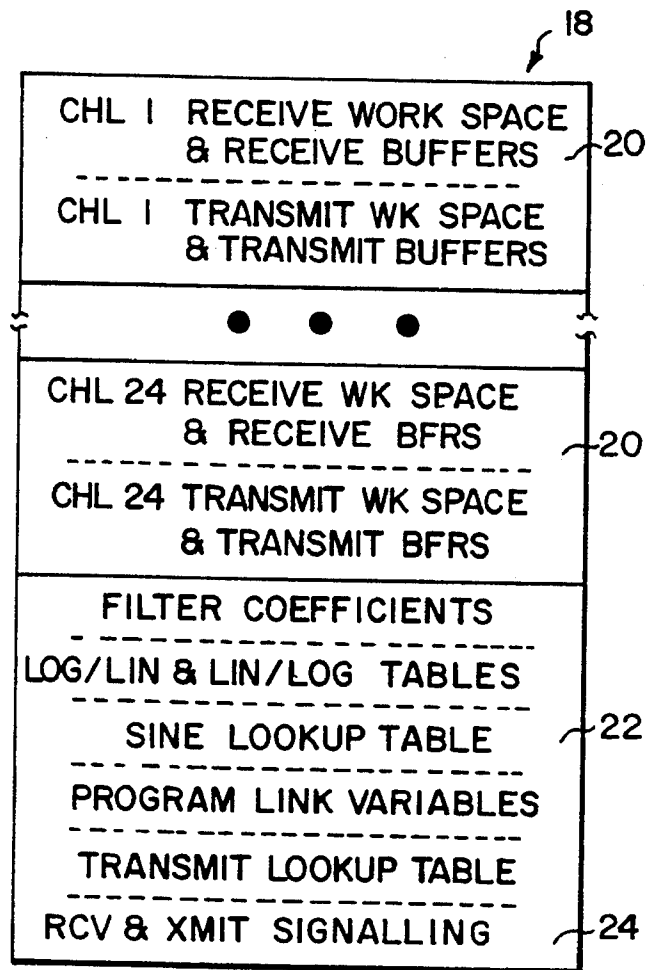 18
CHL 1 RECEIVE WORK SPACE
& RECEIVE BUFFERS
20
CHL 1 TRANSMIT WK SPACE
& TRANSMIT BUFFERS
CHL 24 RECEIVE WK SPACE
& RECEIVE BFRS
20
CHL 24 TRANSMIT WK SPACE
& TRANSMIT BFRS
FILTER COEFFICIENTS
LOG/LIN & LIN/LOG TABLES
SINE LOOKUP TABLE
22
PROGRAM LINK VARIABLES
TRANSMIT LOOKUP TABLE
RCV & XMIT SIGNALLING
24